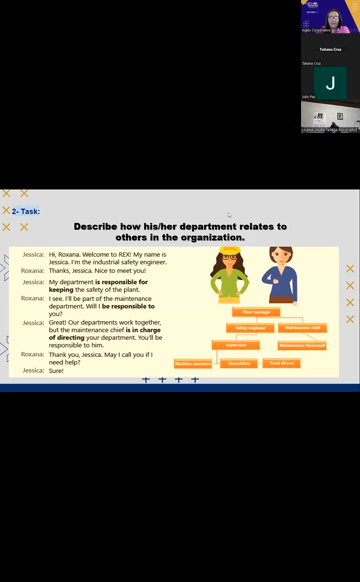 Tatiana Cruz
Tatiana Cruz
J
2- Task:
Describe how his/her department relates to
others in the organization.
Jessica: Hi, Roxana. Welcome to REX! My name is
Jessica. I'm the industrial safety engineer.
Roxana: Thanks, Jessica. Nice to meet you!
Jessica: My department is responsible for
keeping the safety of the plant.
Roxana: I see. I'll be part of the maintenance
department. Will I be responsible to
you?
Jessica: Great! Our departments work together,
but the maintenance chief is in charge
of directing your department. You'll be
responsible to him.
Roxana: Thank you, Jessica. May I call you if I
need help?
Jessica: Sure!
Plant manager
Safety engineer
Maintenance chief
Supervisor
Maintenance Personnel
Machine operators
Assemblies
Truck drivers